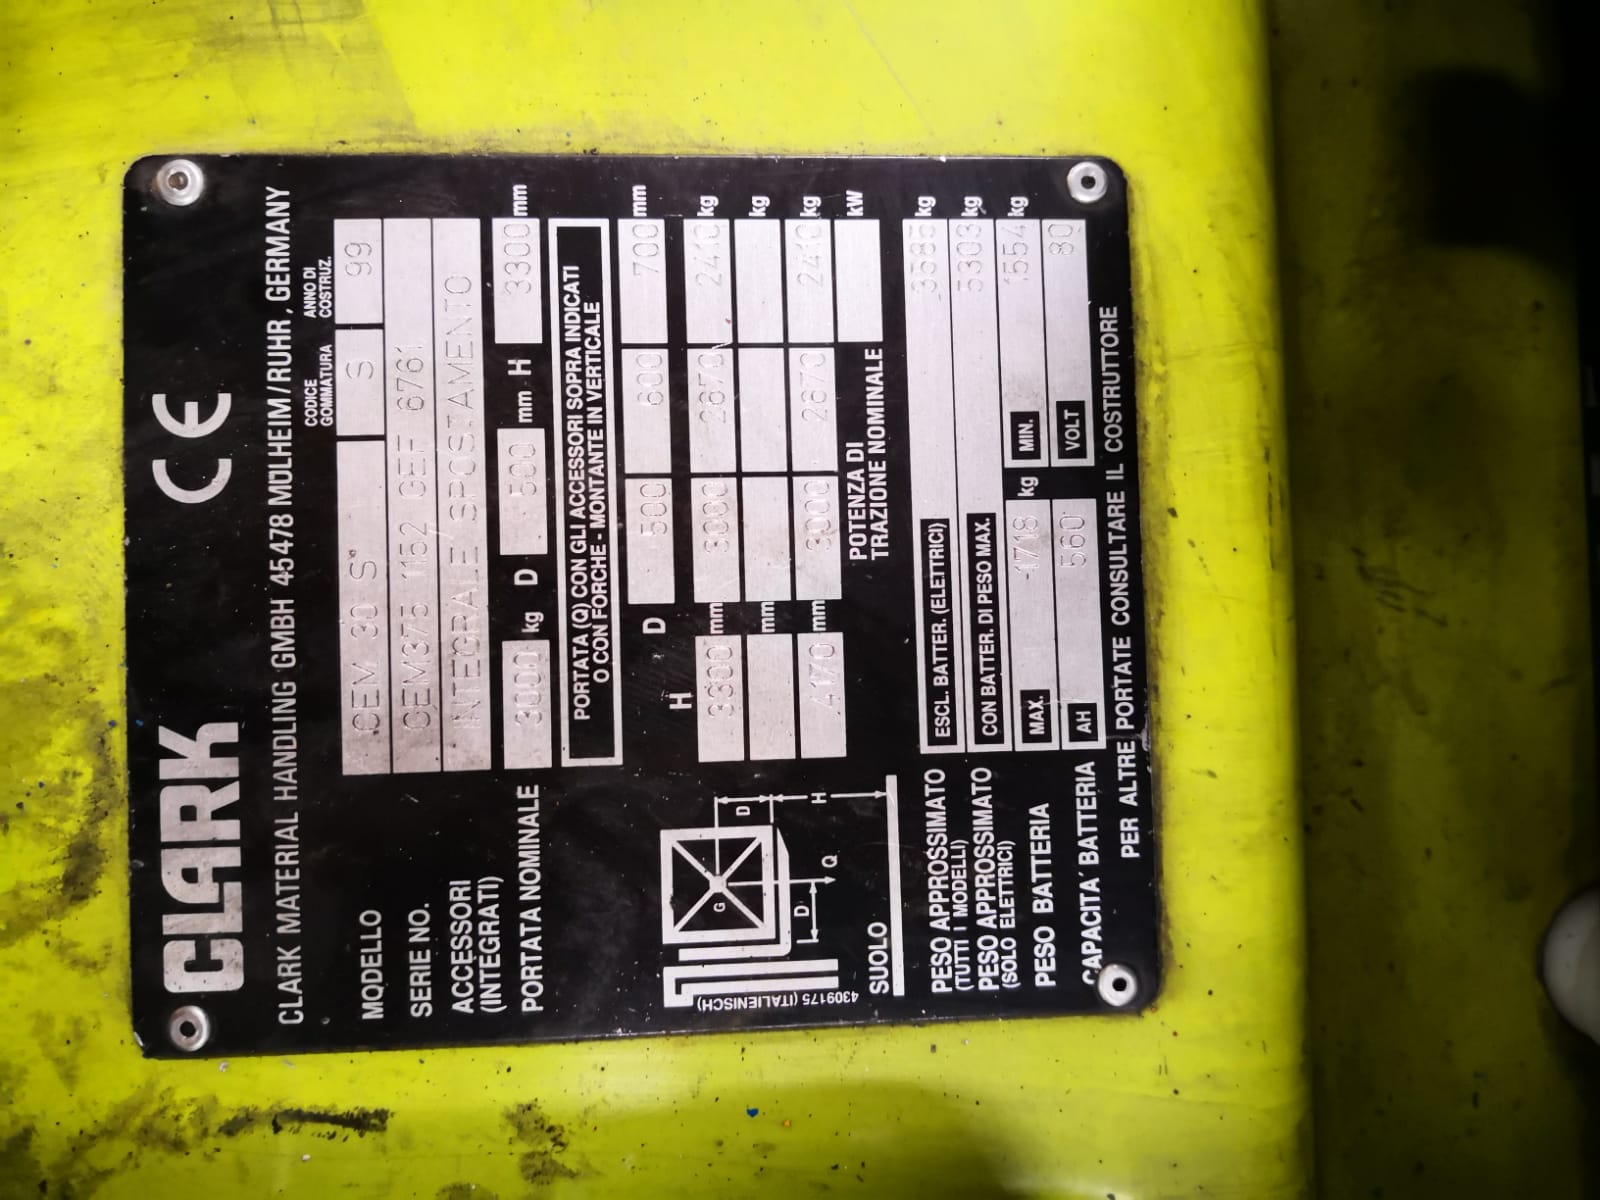 CLARK CE
CLARK MATERIAL HANDLING GMBH 45478 MÜLHEIM/RUHR, GERMANY
CODICE GOMMATURA
ANNO DI COSTRUZ.
MODELLO CEM 30 S S 99
SERIE NO. CEM375 1152 GEF 6761
ACCESSORI (INTEGRATI) INTEGRALE SPOSTAMENTO
PORTATA NOMINALE 3000 kg D 500 mm H 3300 mm
PORTATA (Q) CON GLI ACCESSORI SOPRA INDICATI
O CON FORCHE - MONTANTE IN VERTICALE
D 500 600 700 mm
H 3300 mm 3000 2670 2410 kg
mm kg
4170 mm 3000 2670 2410 kg
POTENZA DI
TRAZIONE NOMINALE kW
G D H D Q
SUOLO
4309175 (ITALIENISCH)
PESO APPROSSIMATO
(TUTTI I MODELLI) ESCL. BATTER. (ELETTRICI) 3585 kg
PESO APPROSSIMATO
(SOLO ELETTRICI) CON BATTER. DI PESO MAX. 5303 kg
PESO BATTERIA MAX. 1718 kg MIN. 1554 kg
CAPACITA' BATTERIA AH 560 VOLT 80
PER ALTRE PORTATE CONSULTARE IL COSTRUTTORE